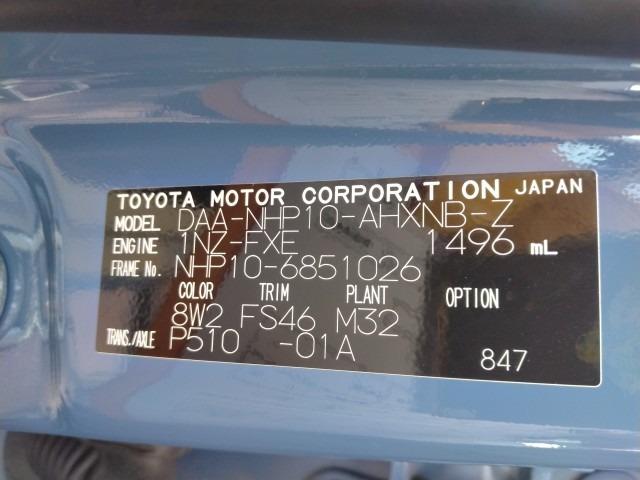 TOYOTA MOTOR CORPORATION JAPAN
MODEL DAA-NHP10-AHXNB-Z
ENGINE 1NZ-FXE 1496 mL
FRAME No. NHP10-6851026
COLOR TRIM PLANT OPTION
8W2 FS46 M32
TRANS./AXLE P510 -01A
847